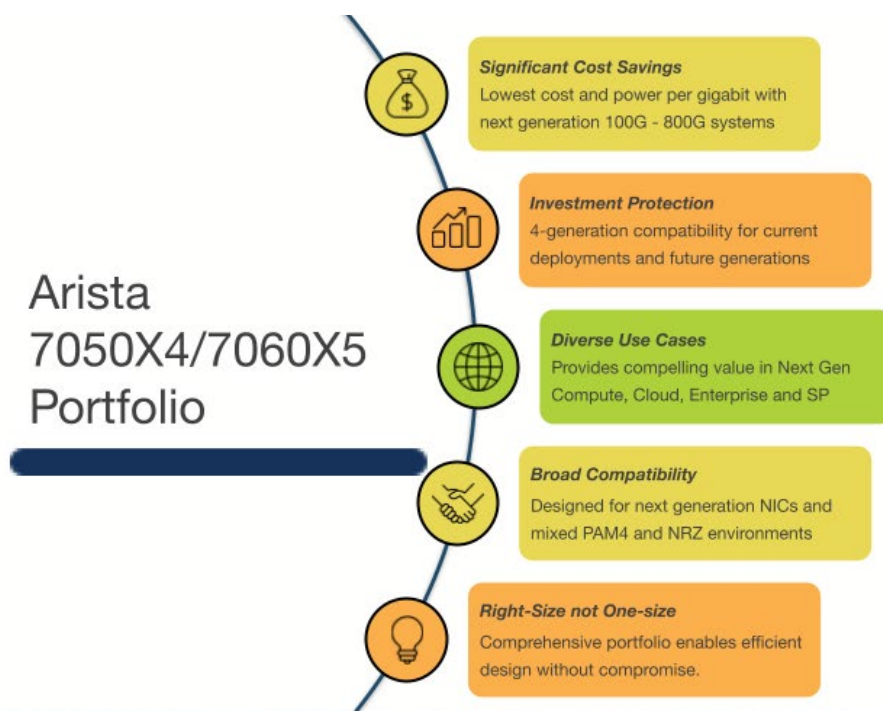 Arista
7050X4/7060X5
Portfolio
$
Significant Cost Savings
Lowest cost and power per gigabit with
next generation 100G - 800G systems
Investment Protection
4-generation compatibility for current
deployments and future generations
Diverse Use Cases
Provides compelling value in Next Gen
Compute, Cloud, Enterprise and SP
Broad Compatibility
Designed for next generation NICs and
mixed PAM4 and NRZ environments
Right-Size not One-size
Comprehensive portfolio enables efficient
design without compromise.